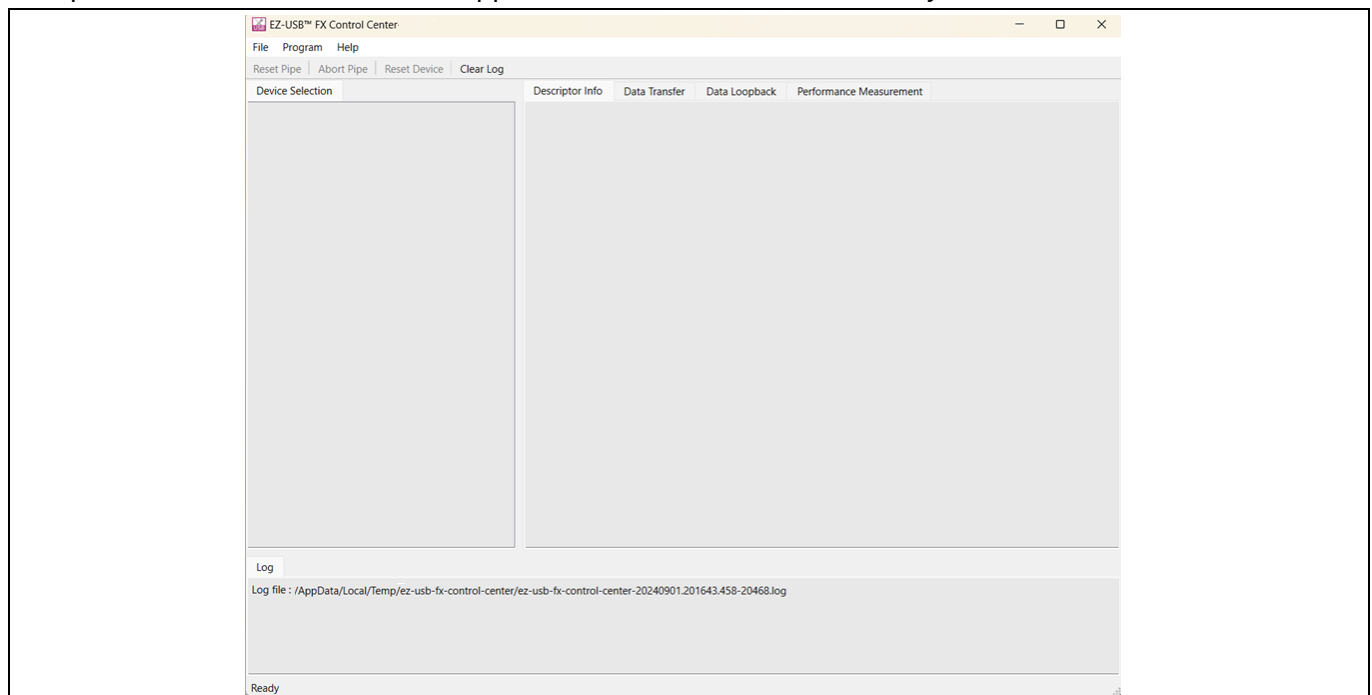 EZ-USB™ FX Control Center
File Program Help
Reset Pipe Abort Pipe Reset Device Clear Log
Device Selection Descriptor Info Data Transfer Data Loopback Performance Measurement
Log
Log file : /AppData/Local/Temp/ez-usb-fx-control-center/ez-usb-fx-control-center-20240901.201643.458-20468.log
Ready